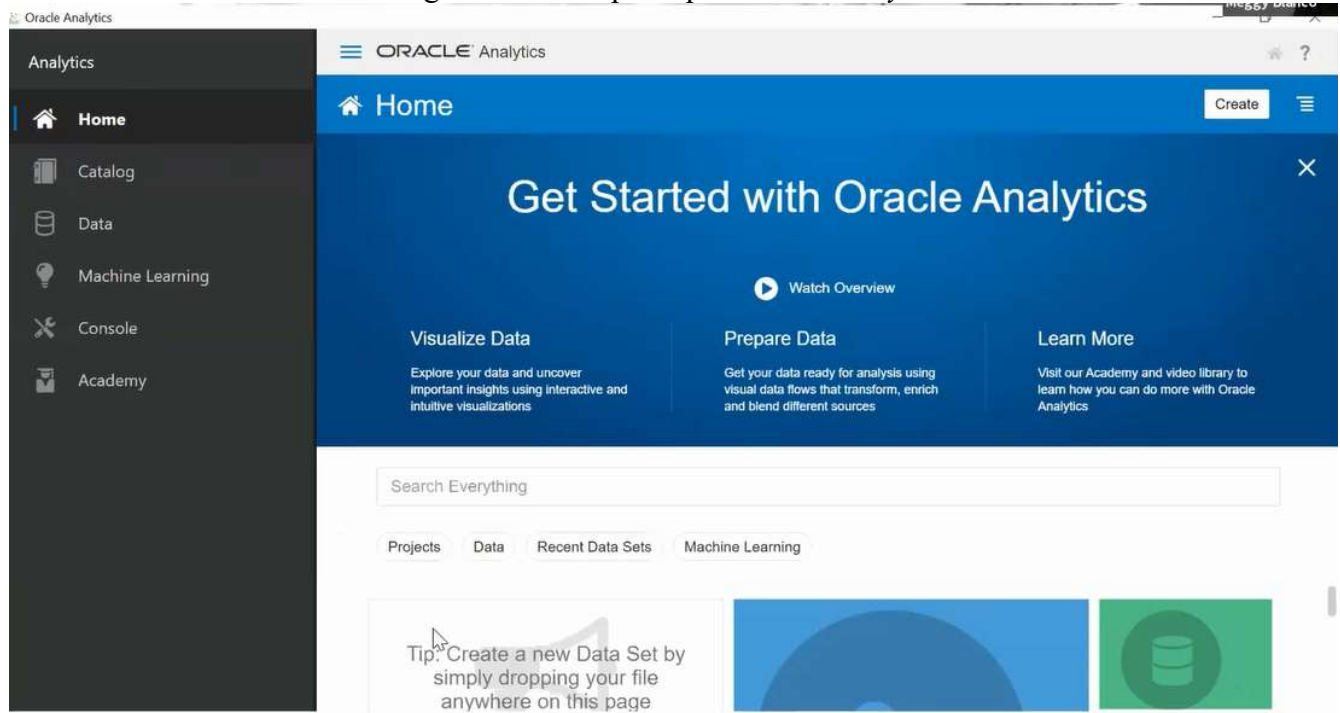 Oracle Analytics
Analytics
Home
Catalog
Data
Machine Learning
Console
Academy
ORACLE Analytics
?
Home
Create
Get Started with Oracle Analytics
Watch Overview
Visualize Data
Explore your data and uncover
important insights using interactive and
intuitive visualizations
Prepare Data
Get your data ready for analysis using
visual data flows that transform, enrich
and blend different sources
Learn More
Visit our Academy and video library to
learn how you can do more with Oracle
Analytics
Search Everything
Projects Data Recent Data Sets Machine Learning
Tip: Create a new Data Set by
simply dropping your file
anywhere on this page